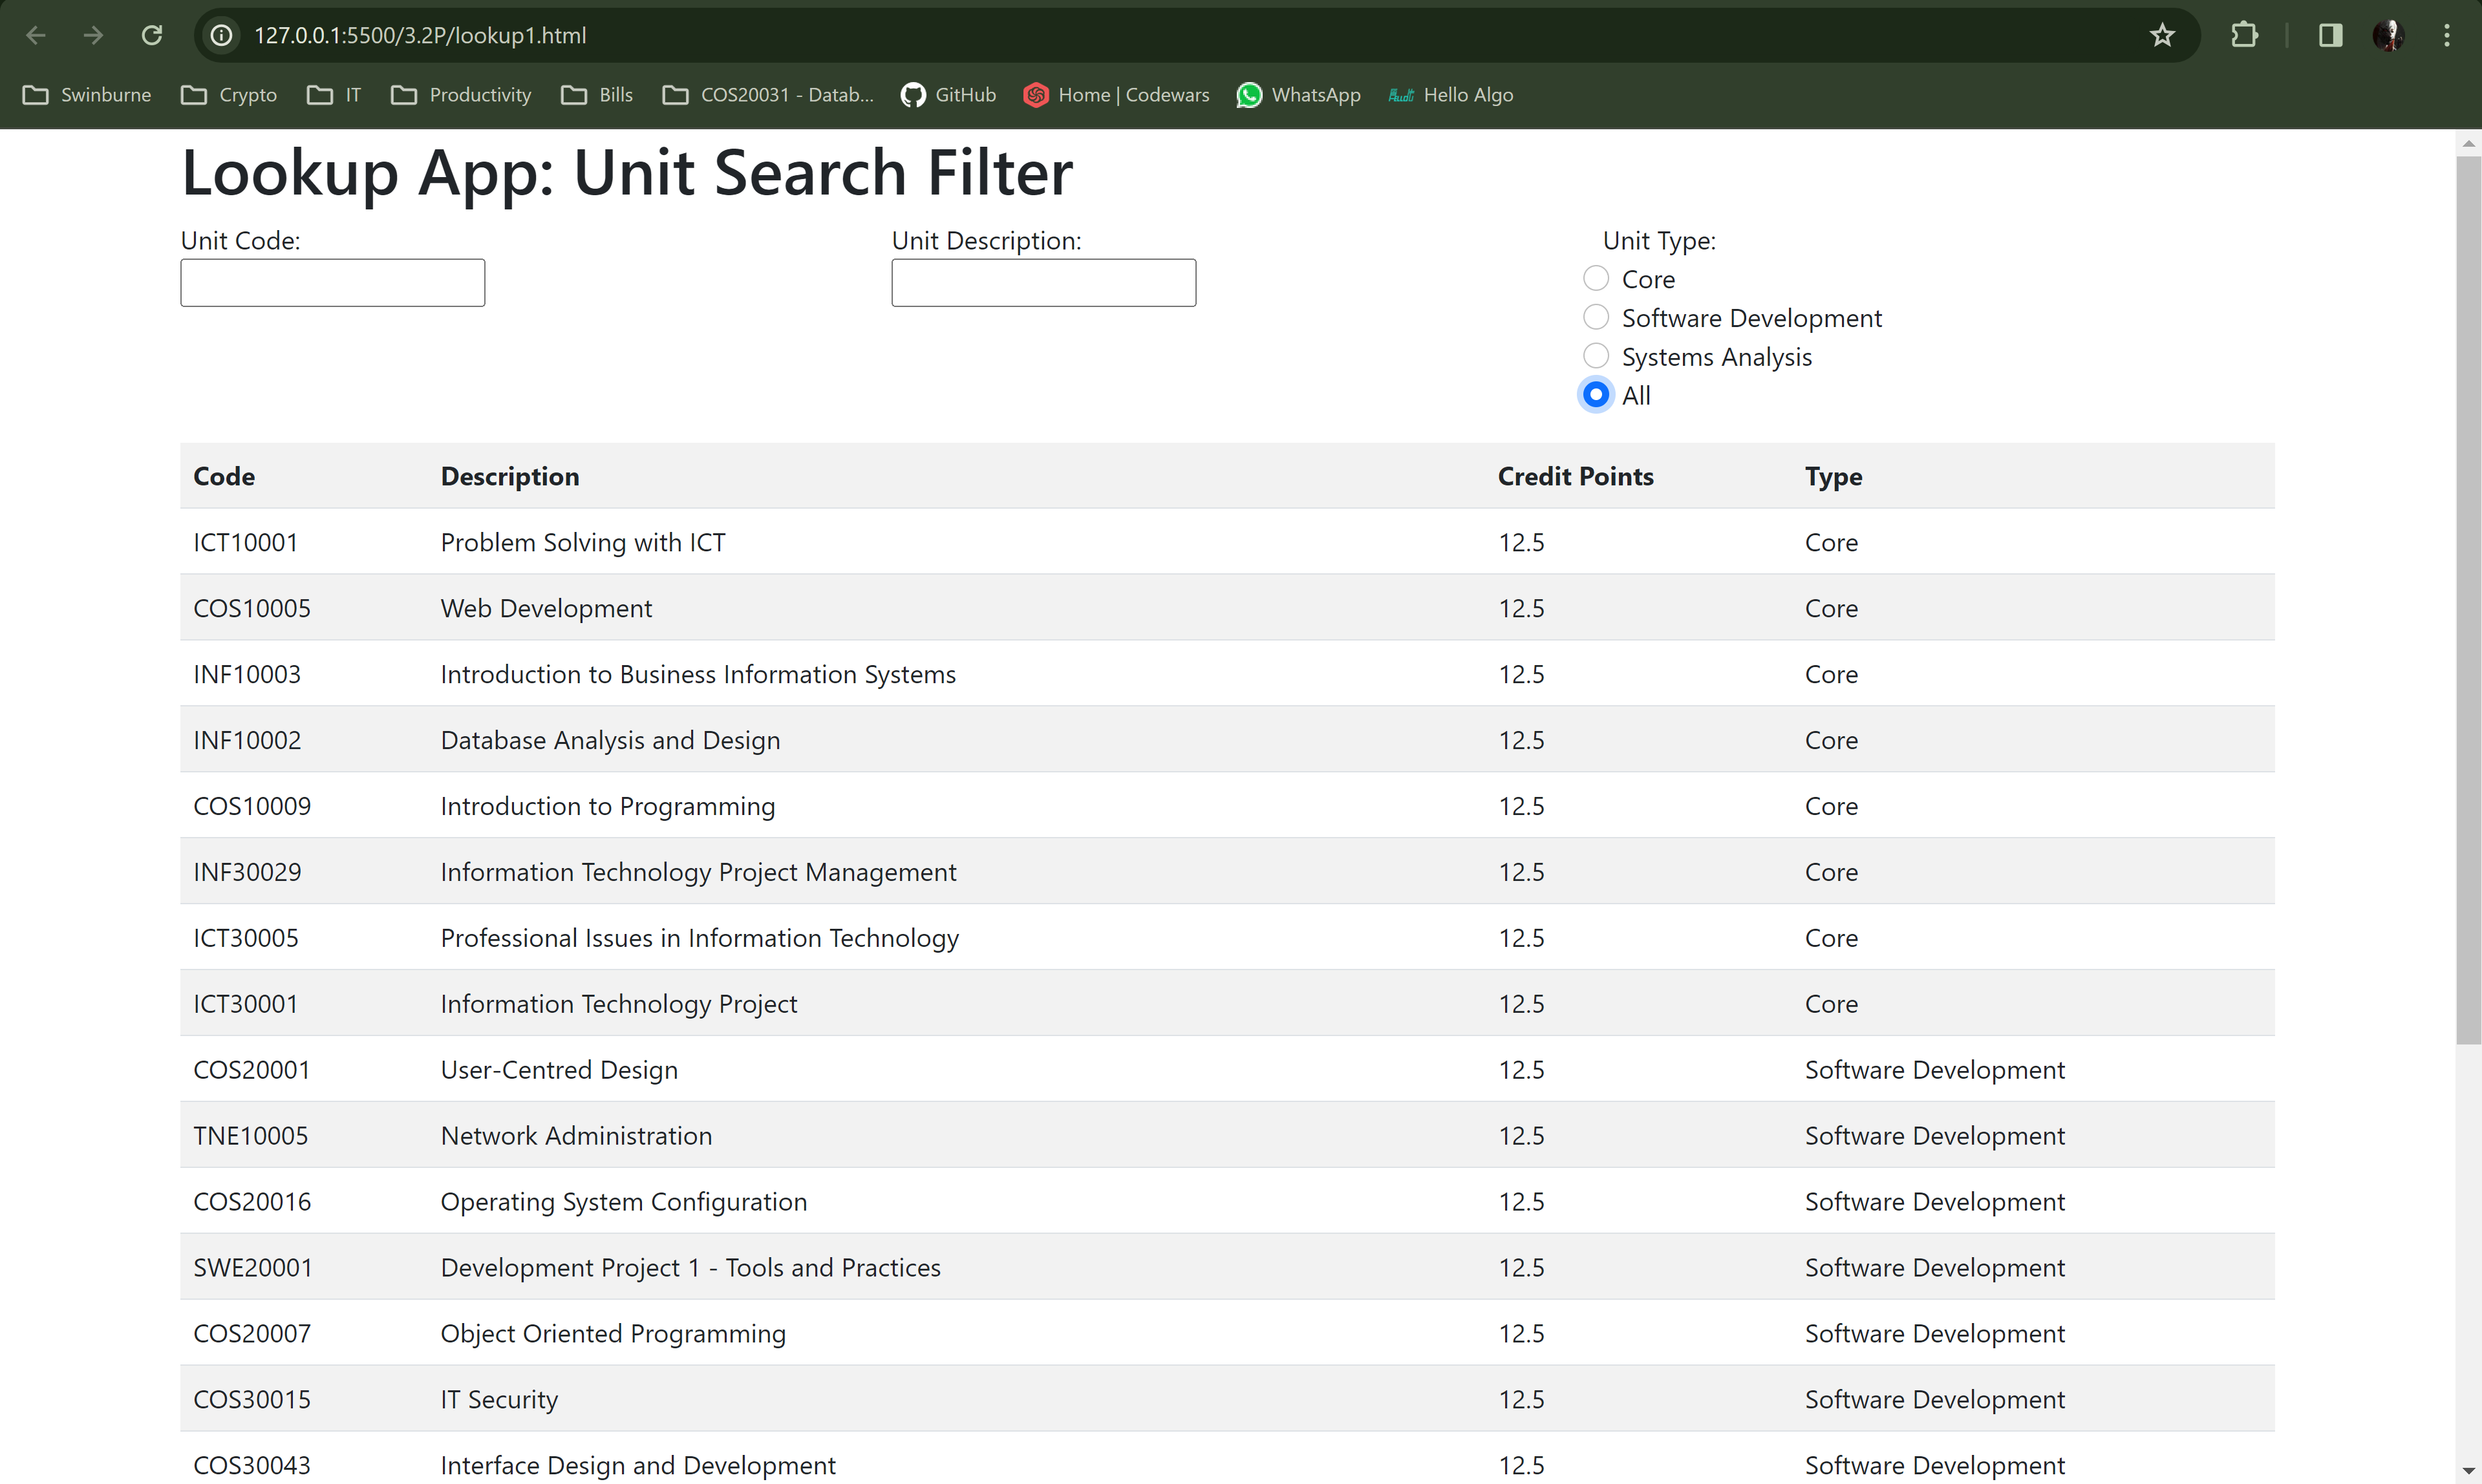 127.0.0.1:5500/3.2P/lookup1.html
Swinburne Crypto IT Productivity Bills COS20031 - Datab... GitHub Home | Codewars WhatsApp Hello Algo
Lookup App: Unit Search Filter
Unit Code: Unit Description: Unit Type:
Core
Software Development
Systems Analysis
All
Code Description Credit Points Type
ICT10001 Problem Solving with ICT 12.5 Core
COS10005 Web Development 12.5 Core
INF10003 Introduction to Business Information Systems 12.5 Core
INF10002 Database Analysis and Design 12.5 Core
COS10009 Introduction to Programming 12.5 Core
INF30029 Information Technology Project Management 12.5 Core
ICT30005 Professional Issues in Information Technology 12.5 Core
ICT30001 Information Technology Project 12.5 Core
COS20001 User-Centred Design 12.5 Software Development
TNE10005 Network Administration 12.5 Software Development
COS20016 Operating System Configuration 12.5 Software Development
SWE20001 Development Project 1 - Tools and Practices 12.5 Software Development
COS20007 Object Oriented Programming 12.5 Software Development
COS30015 IT Security 12.5 Software Development
COS30043 Interface Design and Development 12.5 Software Development